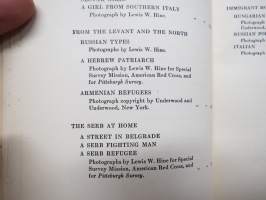 A GIRL FROM SOUTHERN ITALY
Photograph by Lewis W. Hine.
FROM THE LEVANT AND THE NORTH
RUSSIAN TYPES
Photographs by Lewis W. Hine.
A HEBREW PATRIARCH
Photograph by Lewis W. Hine for Special
Survey Mission, American Red Cross, and
for Pittsburgh Survey.
ARMENIAN REFUGEES
Photograph copyright by Underwood and
Underwood, New York.
THE SERB AT HOME
A STREET IN BELGRADE
A SERB FIGHTING MAN
A SERB REFUGEE
Photographs by Lewis W. Hine for Special
Survey Mission, American Red Cross, and
for Pittsburgh Survey.
IMMIGRANT
HUNGARIAN
Photograph
RUSSIAN
Photograph
ITALIAN
Photograph